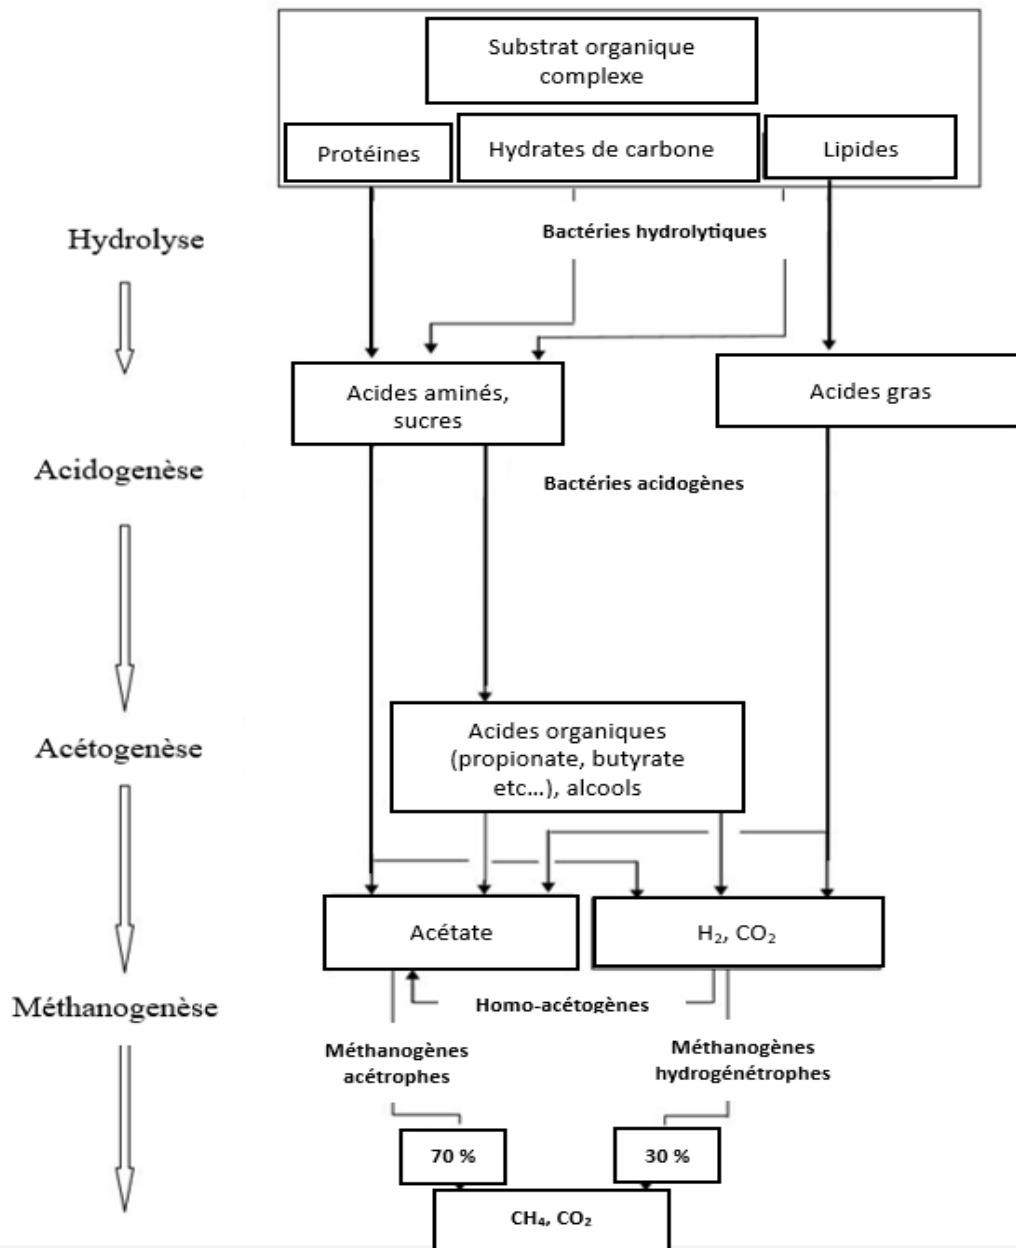 Substrat organique
complexe
Protéines
Hydrates de carbone
Lipides
Hydrolyse
Bactéries hydrolytiques
Acides aminés,
sucres
Acides gras
Acidogenèse
Bactéries acidogènes
Acétogenèse
Acides organiques
(propionate, butyrate
etc...), alcools
Acétate
H₂, CO₂
Méthanogenèse
Homo-acétogènes
Méthanogènes
acétrophes
Méthanogènes
hydrogénétrophes
70 %
30 %
CH₄, CO₂